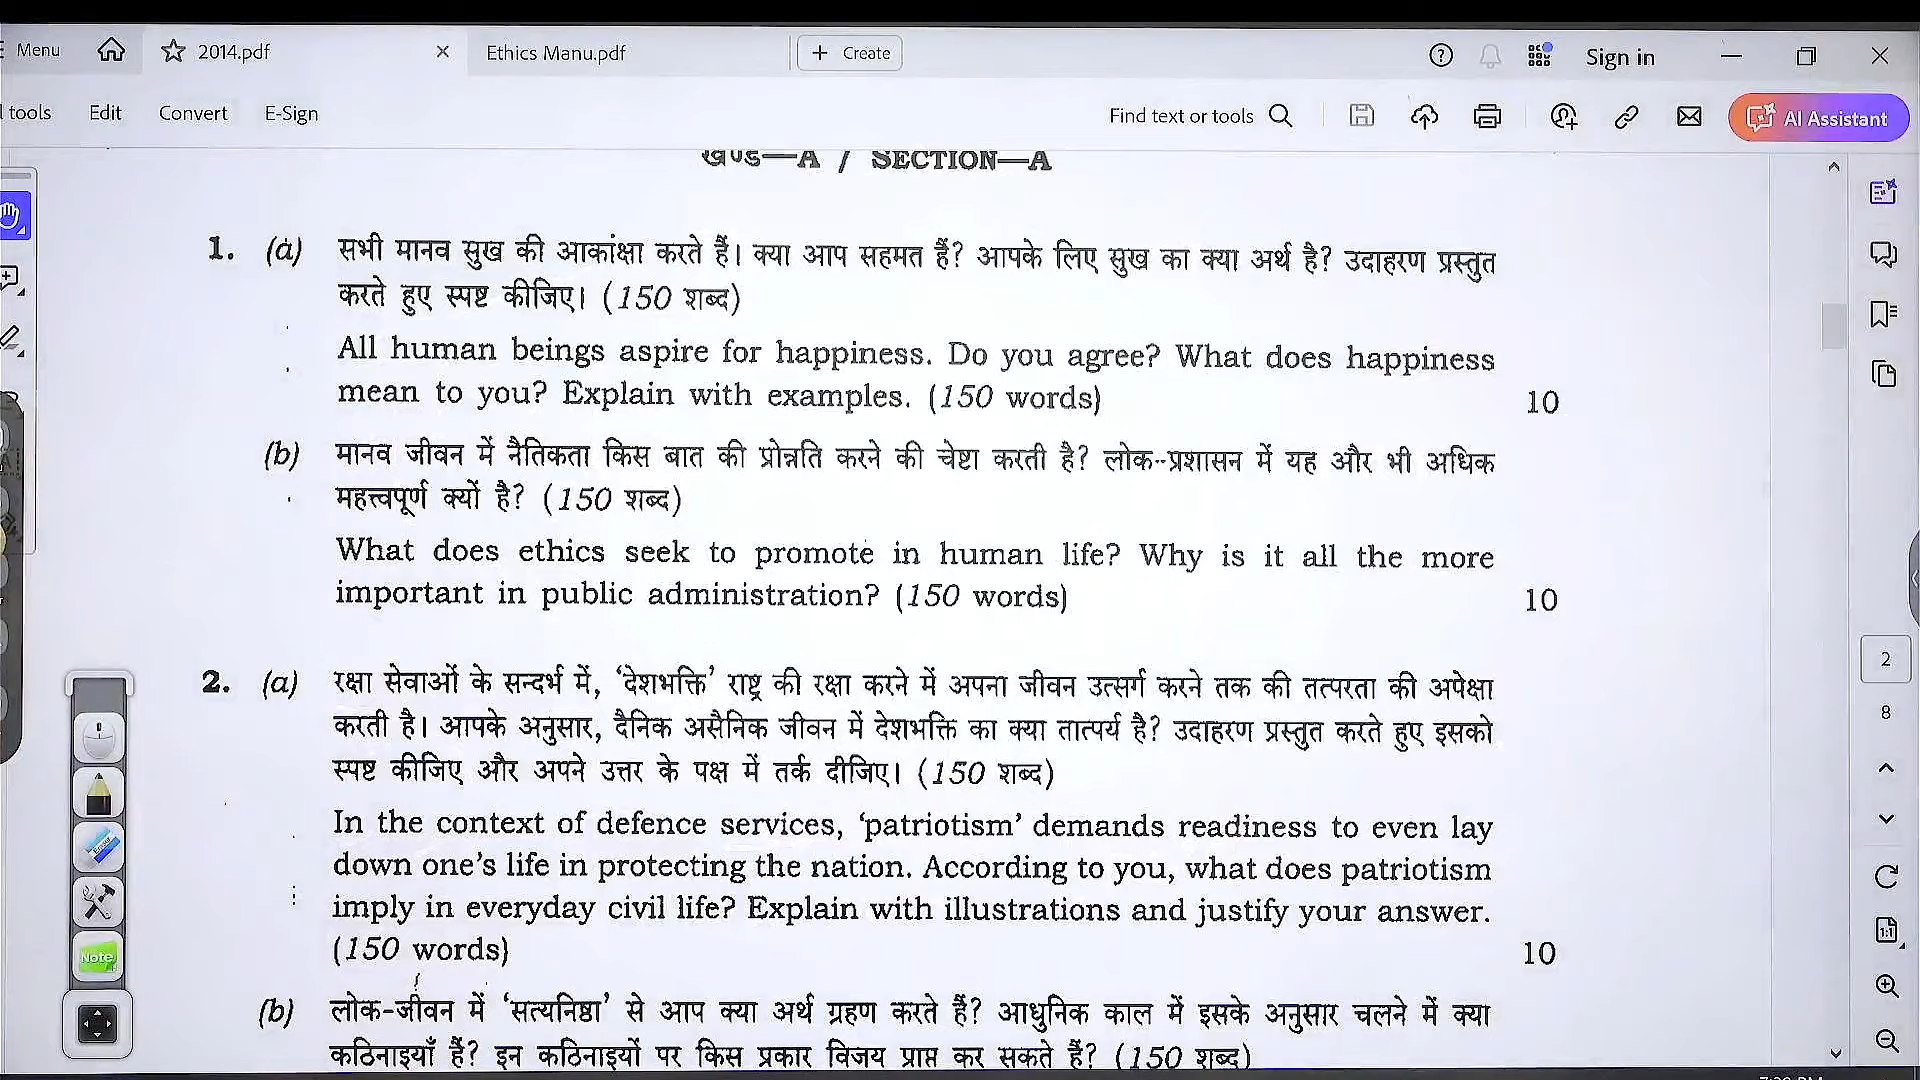 Menu
2014.pdf
Ethics Manu.pdf
Create
Sign in
tools
Edit
Convert
E-Sign
Find text or tools
AI Assistant
खण्ड—A / SECTION—A
1. (a) सभी मानव सुख की आकांक्षा करते हैं। क्या आप सहमत हैं? आपके लिए सुख का क्या अर्थ है? उदाहरण प्रस्तुत
करते हुए स्पष्ट कीजिए। (150 शब्द)
All human beings aspire for happiness. Do you agree? What does happiness
mean to you? Explain with examples. (150 words) 10
(b) मानव जीवन में नैतिकता किस बात की प्रोन्नति करने की चेष्टा करती है? लोक-प्रशासन में यह और भी अधिक
महत्त्वपूर्ण क्यों है? (150 शब्द)
What does ethics seek to promote in human life? Why is it all the more
important in public administration? (150 words) 10
2. (a) रक्षा सेवाओं के सन्दर्भ में, ‘देशभक्ति’ राष्ट्र की रक्षा करने में अपना जीवन उत्सर्ग करने तक की तत्परता की अपेक्षा
करती है। आपके अनुसार, दैनिक असैनिक जीवन में देशभक्ति का क्या तात्पर्य है? उदाहरण प्रस्तुत करते हुए इसको
स्पष्ट कीजिए और अपने उत्तर के पक्ष में तर्क दीजिए। (150 शब्द)
In the context of defence services, ‘patriotism’ demands readiness to even lay
down one’s life in protecting the nation. According to you, what does patriotism
imply in everyday civil life? Explain with illustrations and justify your answer.
(150 words) 10
(b) लोक-जीवन में ‘सत्यनिष्ठा’ से आप क्या अर्थ ग्रहण करते हैं? आधुनिक काल में इसके अनुसार चलने में क्या
कठिनाइयाँ हैं? इन कठिनाइयों पर किस प्रकार विजय प्राप्त कर सकते हैं? (150 शब्द)
2
8
1:1
Note